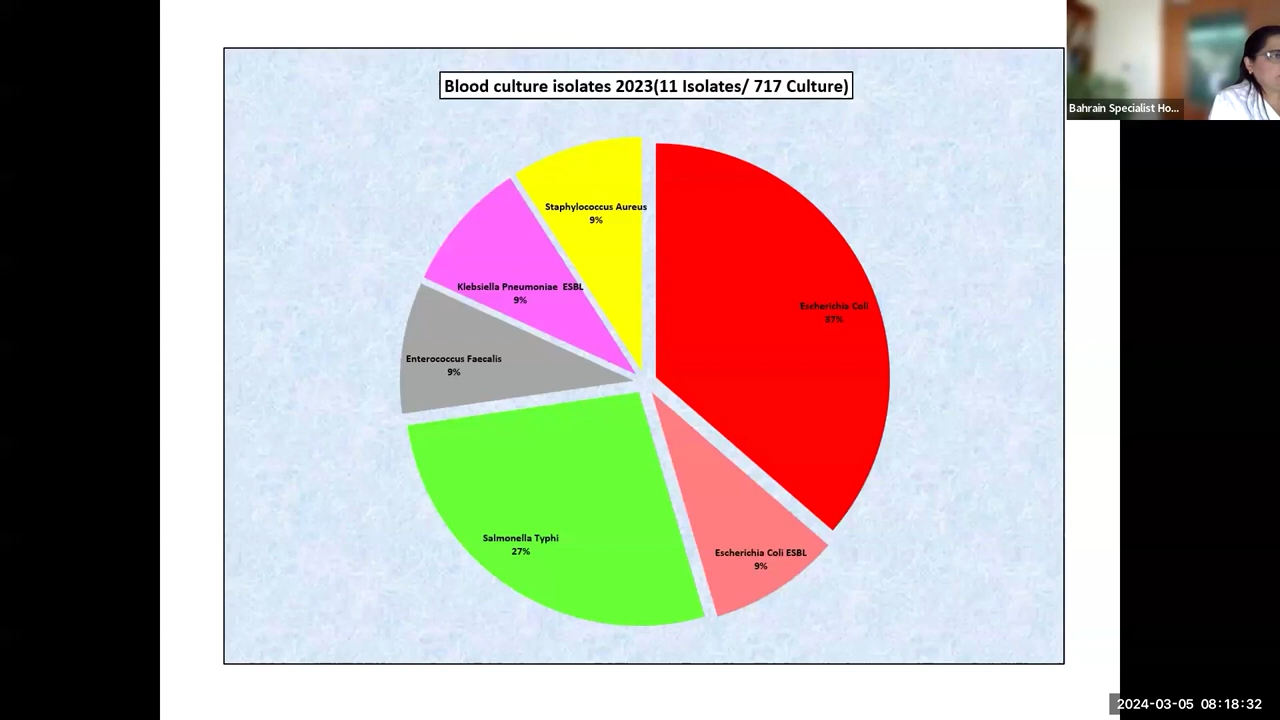 Blood culture isolates 2023(11 Isolates/ 717 Culture)
Bahrain Specialist Ho...
Staphylococcus Aureus
9%
Klebsiella Pneumoniae ESBL
9%
Escherichia Coli
37%
Enterococcus Faecalis
9%
Salmonella Typhi
27%
Escherichia Coli ESBL
9%
2024-03-05 08:18:32